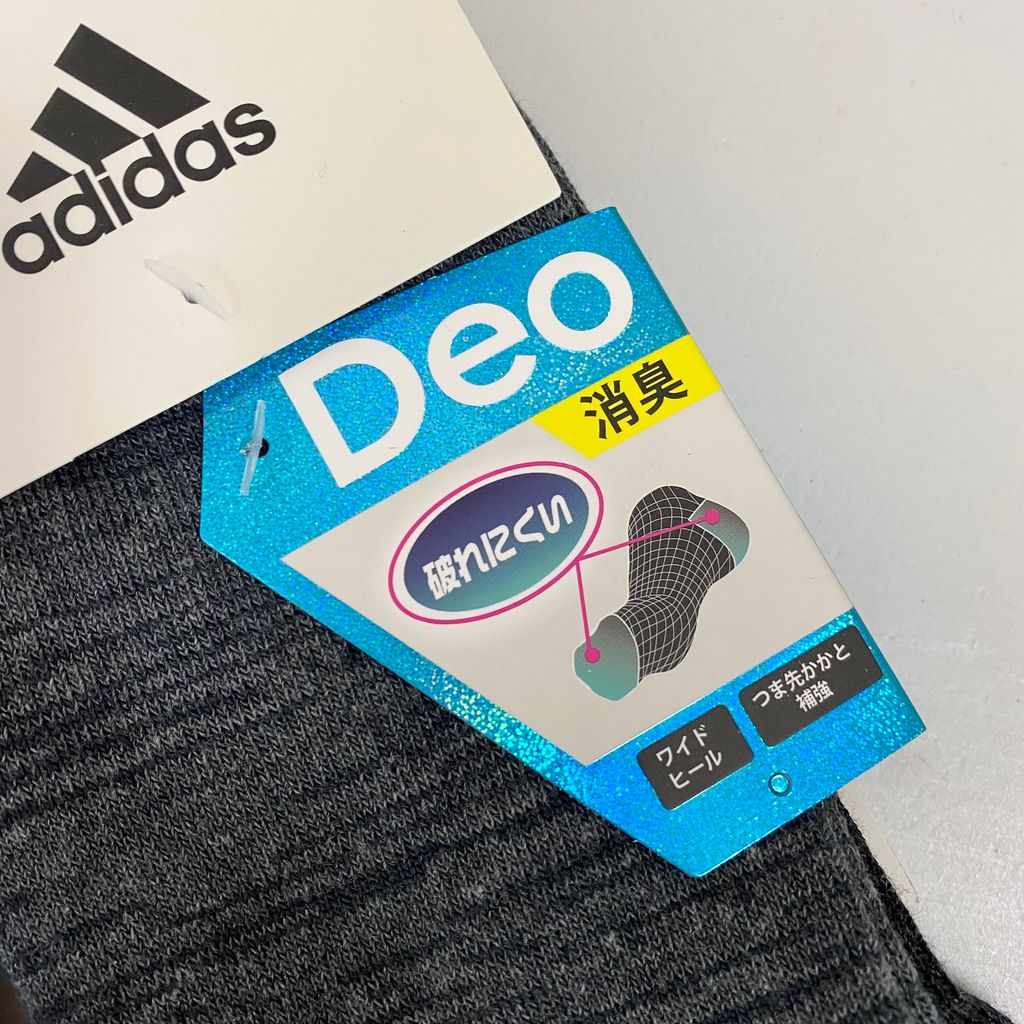 adidas
Deo
消臭
破れにくい
ワイド
ヒール
つま先かかと
補強